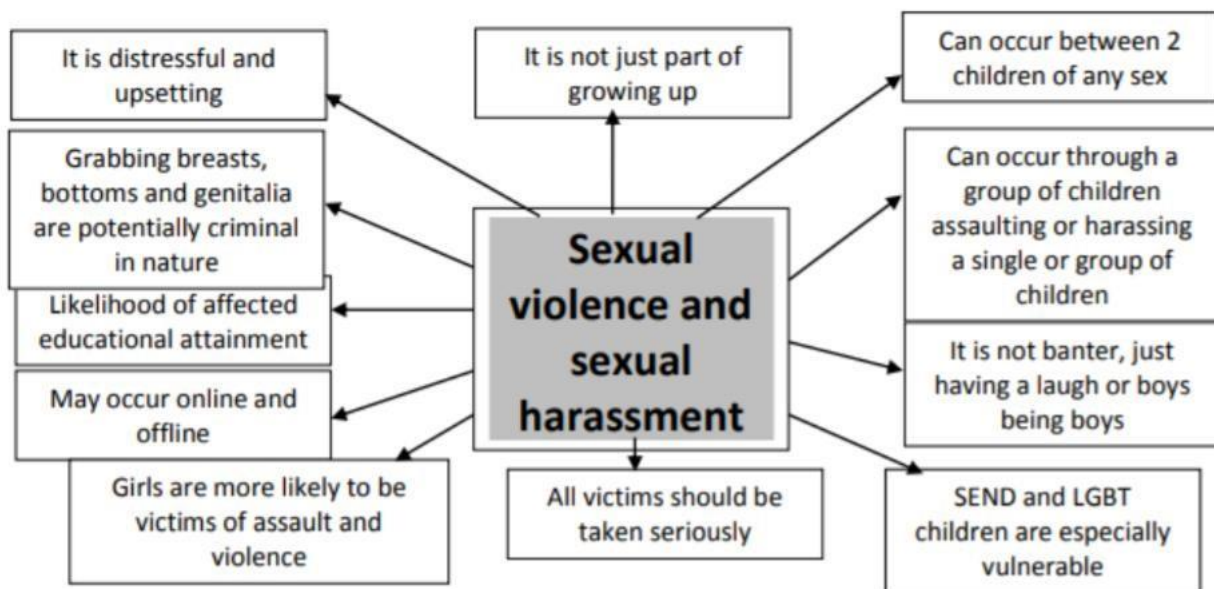 It is distressful and
upsetting
It is not just part of
growing up
Can occur between 2
children of any sex
Grabbing breasts,
bottoms and genitalia
are potentially criminal
in nature
Can occur through a
group of children
assaulting or harassing
a single or group of
children
Sexual
violence and
sexual
harassment
Likelihood of affected
educational attainment
It is not banter, just
having a laugh or boys
being boys
May occur online and
offline
Girls are more likely to be
victims of assault and
violence
All victims should be
taken seriously
SEND and LGBT
children are especially
vulnerable